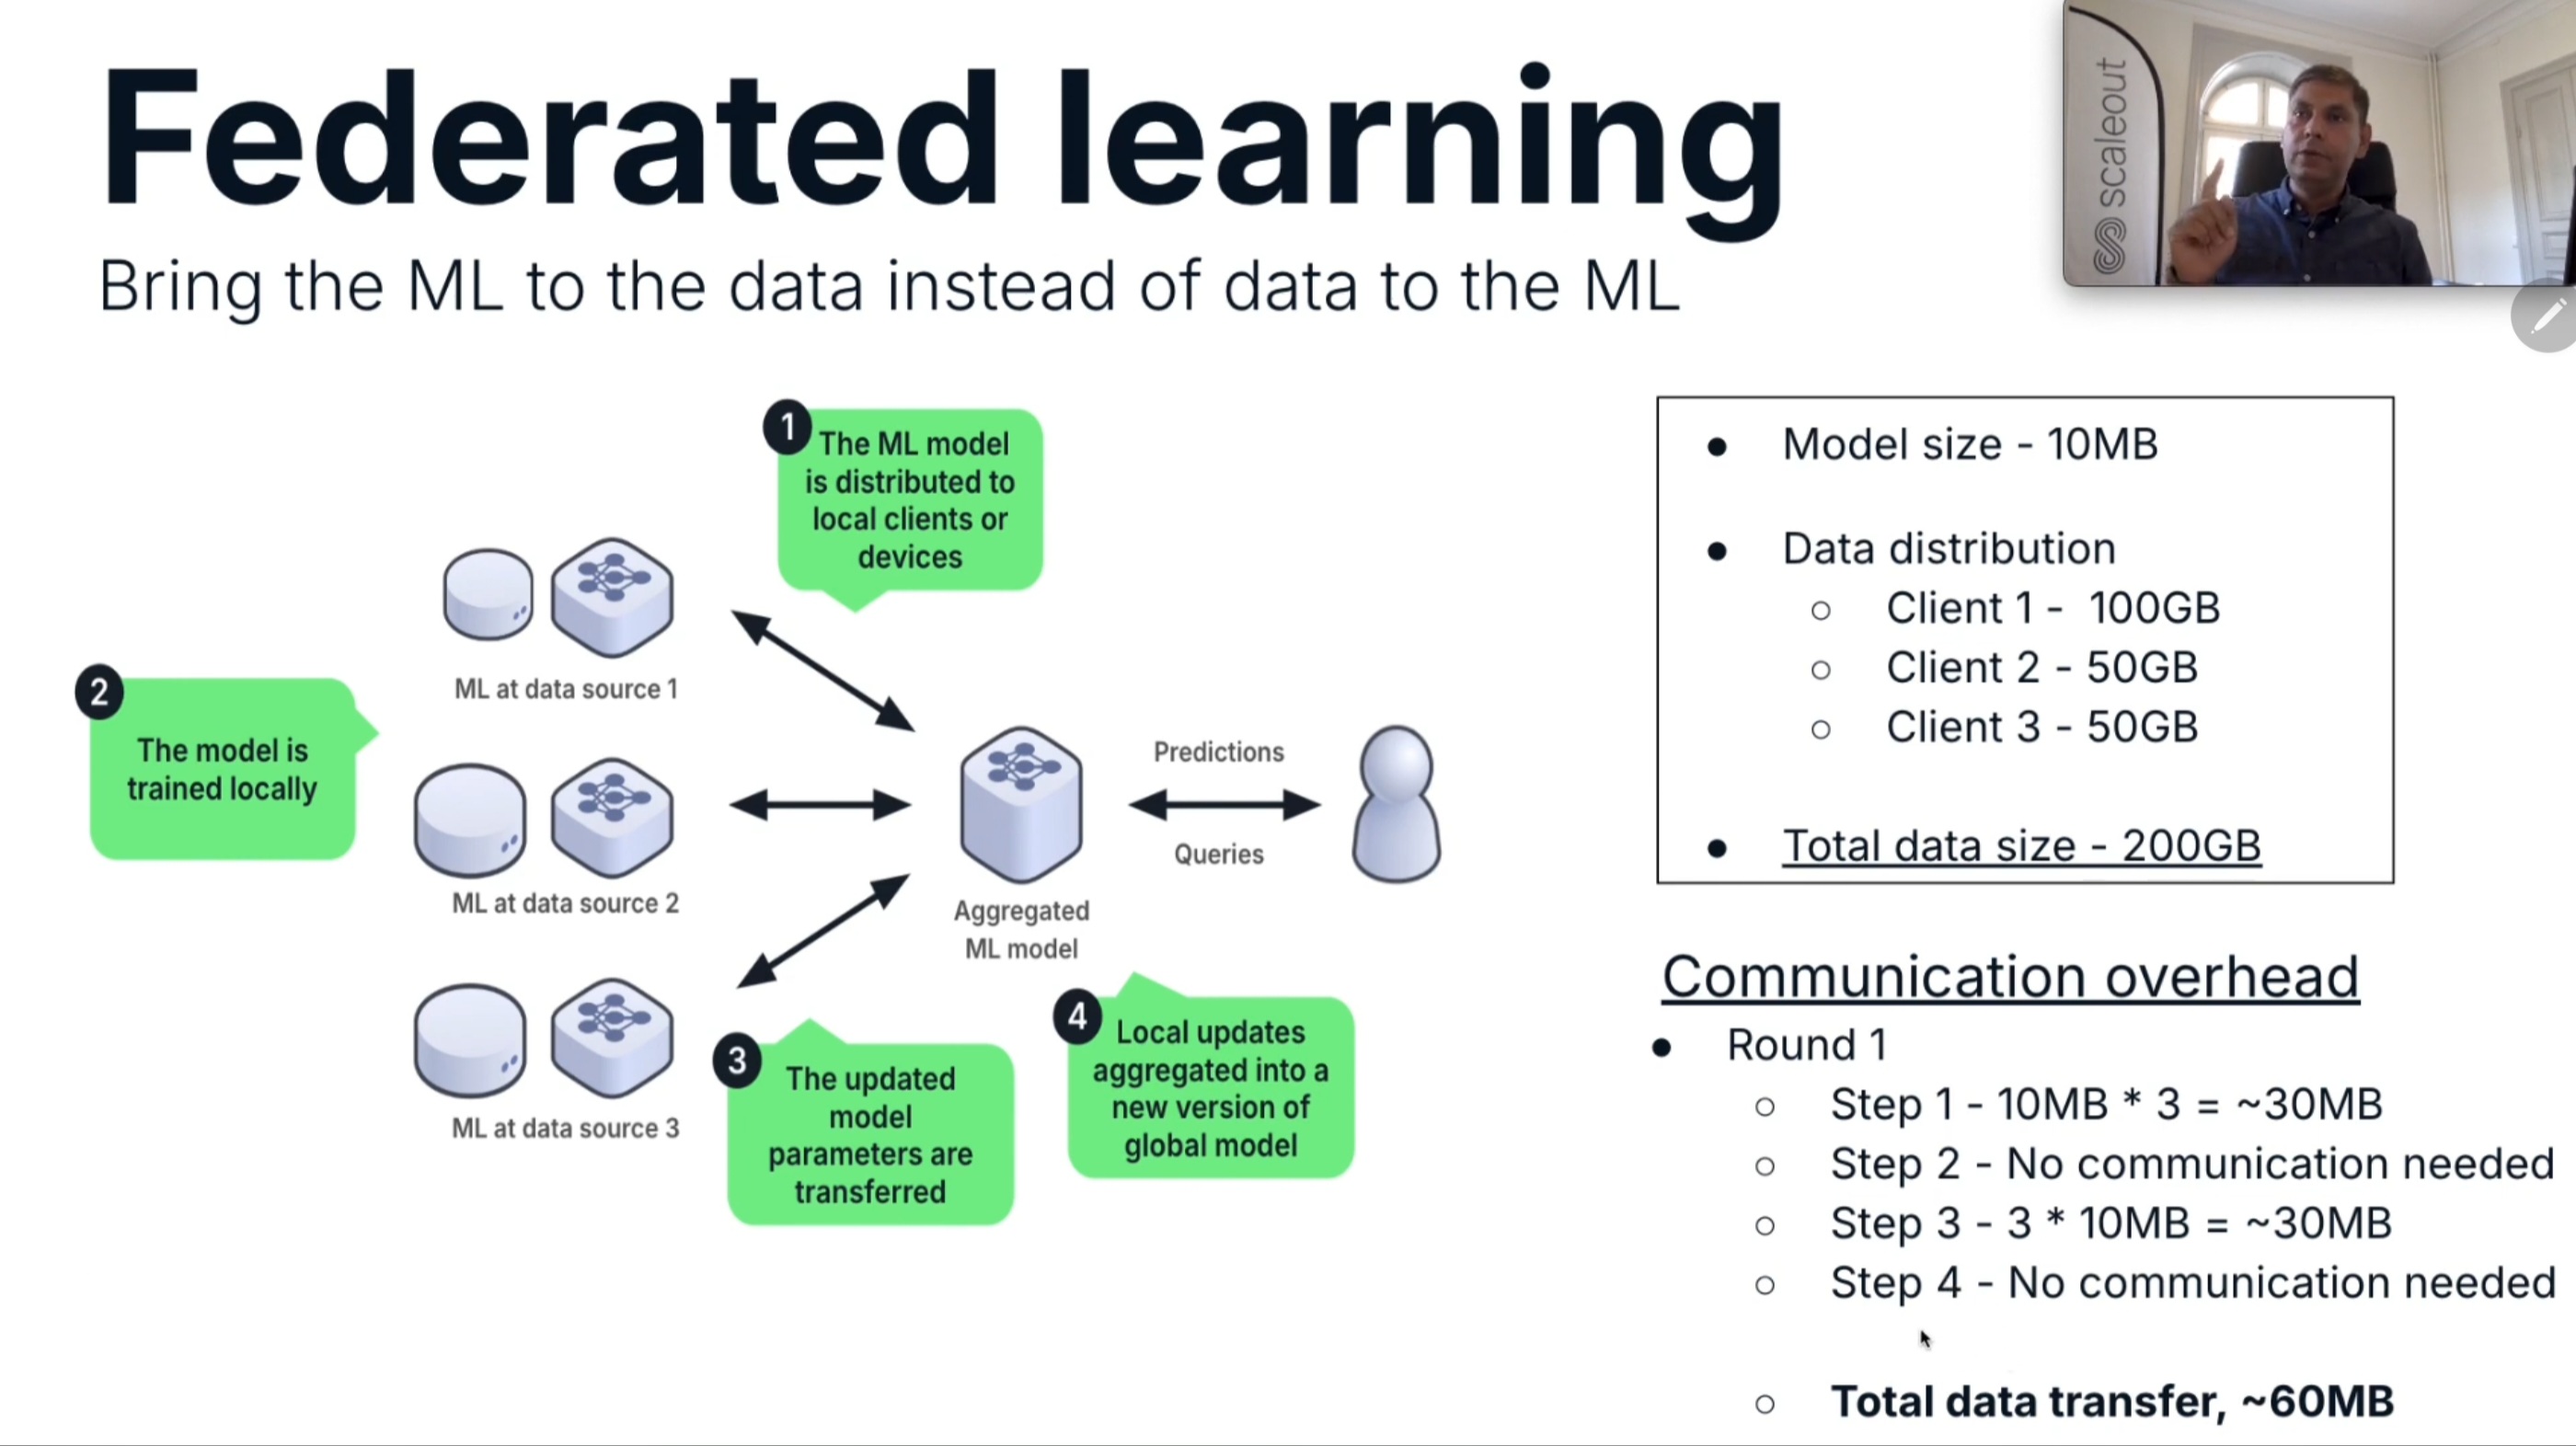 Federated learning
Bring the ML to the data instead of data to the ML
scaleout
1
The ML model
is distributed to
local clients or
devices
ML at data source 1
2
The model is
trained locally
ML at data source 2
ML at data source 3
3
The updated
model
parameters are
transferred
Aggregated
ML model
Predictions
Queries
4
Local updates
aggregated into a
new version of
global model
● Model size - 10MB
● Data distribution
○ Client 1 - 100GB
○ Client 2 - 50GB
○ Client 3 - 50GB
● Total data size - 200GB
Communication overhead
● Round 1
○ Step 1 - 10MB * 3 = ~30MB
○ Step 2 - No communication needed
○ Step 3 - 3 * 10MB = ~30MB
○ Step 4 - No communication needed
○ Total data transfer, ~60MB